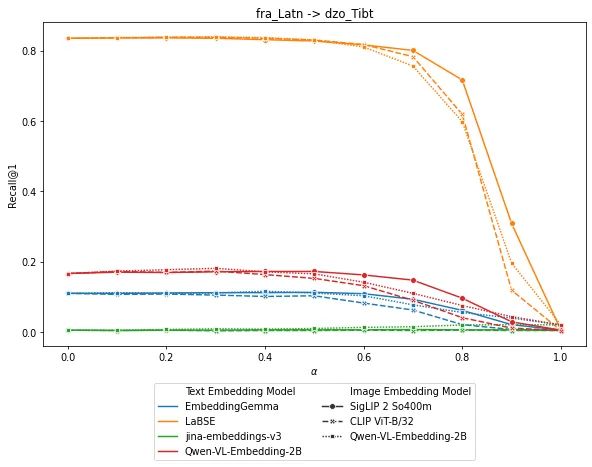 fra_Latn -> dzo_Tibt
Recall@1
0.8
0.6
0.4
0.2
0.0
0.0 0.2 0.4 0.6 0.8 1.0
α
Text Embedding Model Image Embedding Model
EmbeddingGemma SigLIP 2 So400m
LaBSE CLIP ViT-B/32
jina-embeddings-v3 Qwen-VL-Embedding-2B
Qwen-VL-Embedding-2B